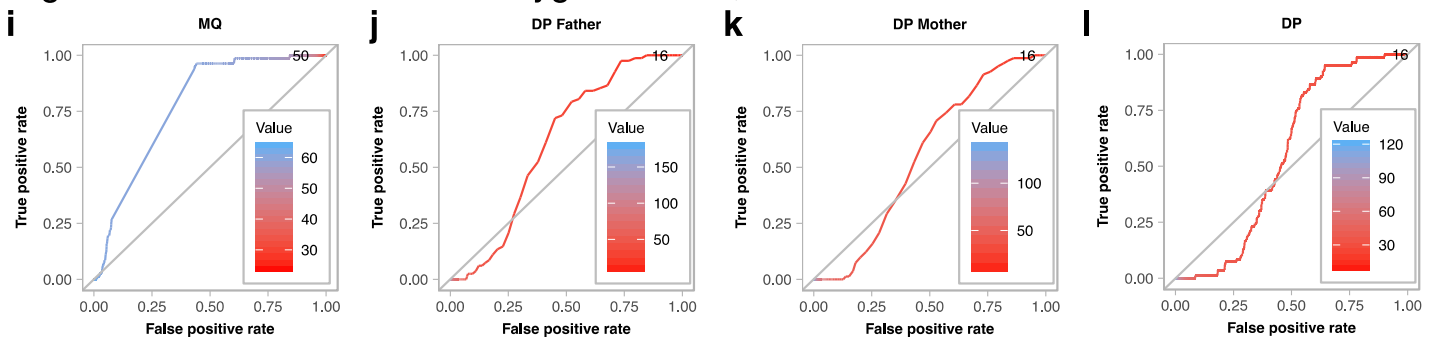 i
MQ
True positive rate
1.00
0.75
0.50
0.25
0.00
50
Value
60
50
40
30
0.00 0.25 0.50 0.75 1.00
False positive rate
j
DP Father
True positive rate
1.00
0.75
0.50
0.25
0.00
16
Value
150
100
50
0.00 0.25 0.50 0.75 1.00
False positive rate
k
DP Mother
True positive rate
1.00
0.75
0.50
0.25
0.00
16
Value
100
50
0.00 0.25 0.50 0.75 1.00
False positive rate
l
DP
True positive rate
1.00
0.75
0.50
0.25
0.00
16
Value
120
90
60
30
0.00 0.25 0.50 0.75 1.00
False positive rate